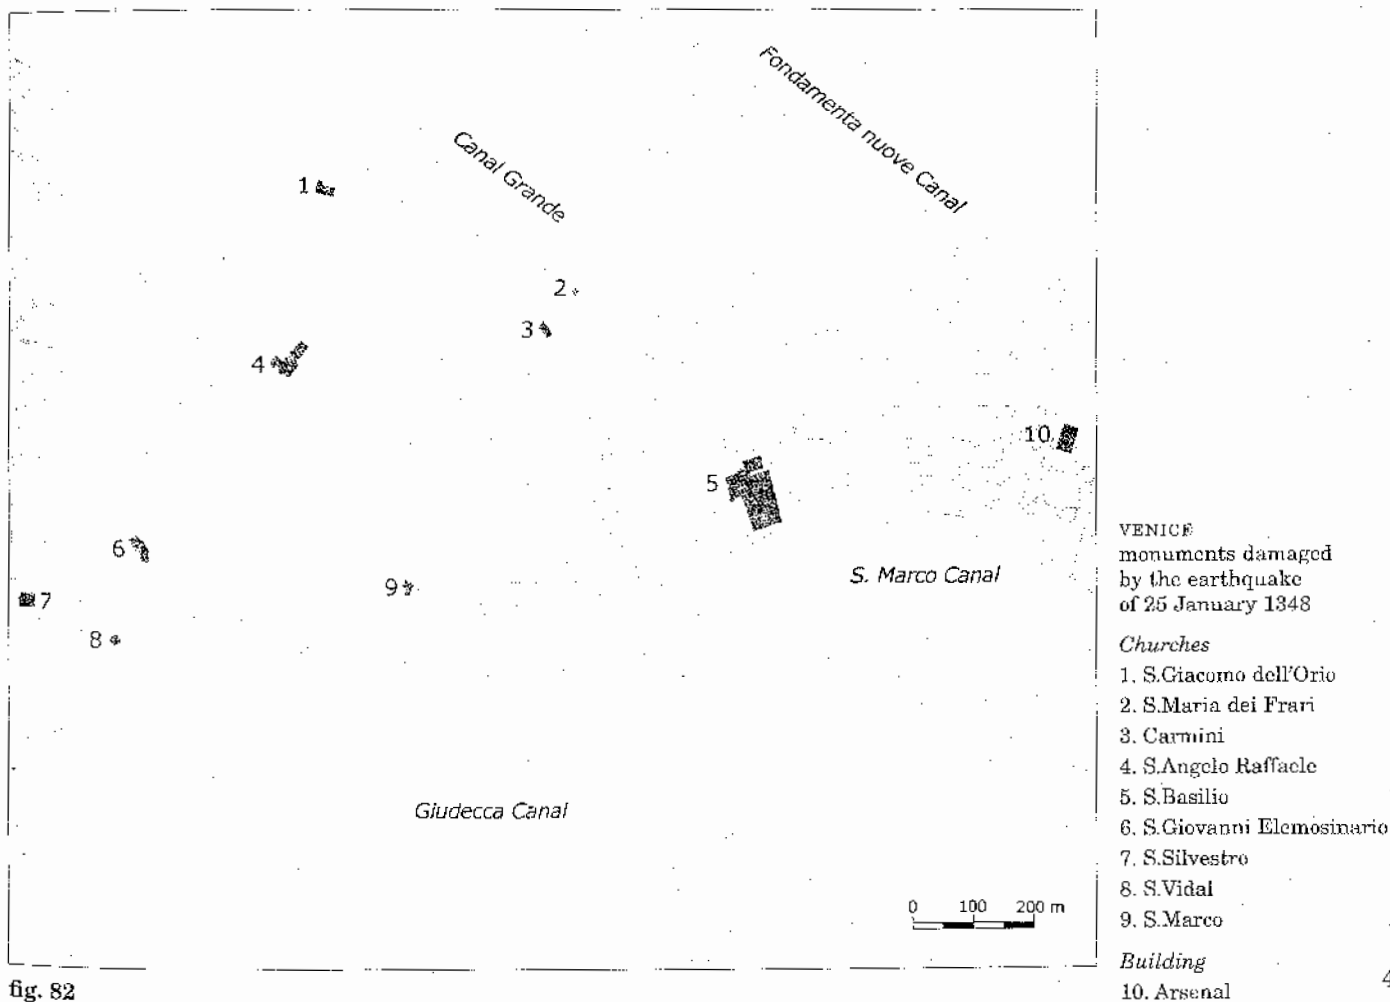 Fondamenta nuove Canal
Canal Grande
1
2
3
4
10
5
6
S. Marco Canal
9
7
8
Giudecca Canal
0 100 200 m
VENICE
monuments damaged
by the earthquake
of 25 January 1348
Churches
1. S.Giacomo dell'Orio
2. S.Maria dei Frari
3. Carmini
4. S.Angelo Raffaele
5. S.Basilio
6. S.Giovanni Elemosinario
7. S.Silvestro
8. S.Vidal
9. S.Marco
Building
10. Arsenal
4
fig. 82